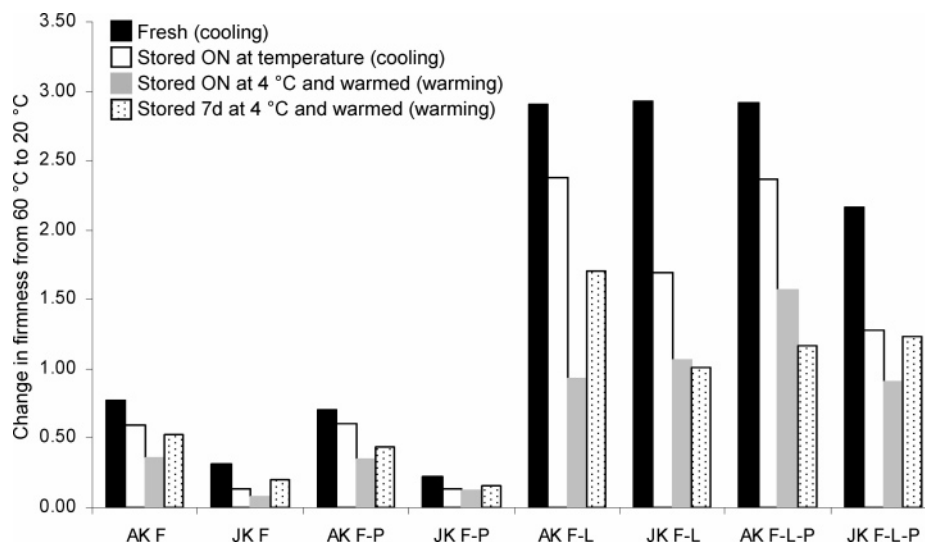 3.50
3.00
2.50
2.00
1.50
1.00
0.50
0.00
Change in firmness from 60 °C to 20 °C
Fresh (cooling)
Stored ON at temperature (cooling)
Stored ON at 4 °C and warmed (warming)
Stored 7d at 4 °C and warmed (warming)
AK F
JK F
AK F-P
JK F-P
AK F-L
JK F-L
AK F-L-P
JK F-L-P